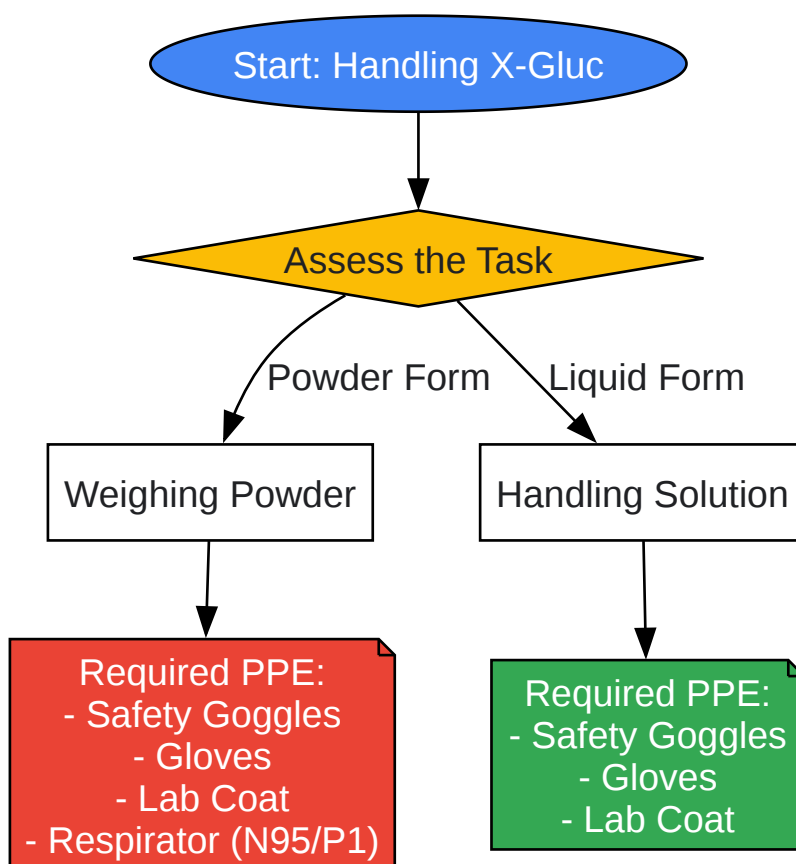 Start: Handling X-Gluc
Assess the Task
Powder Form
Liquid Form
Weighing Powder
Handling Solution
Required PPE:
- Safety Goggles
- Gloves
- Lab Coat
- Respirator (N95/P1)
Required PPE:
- Safety Goggles
- Gloves
- Lab Coat